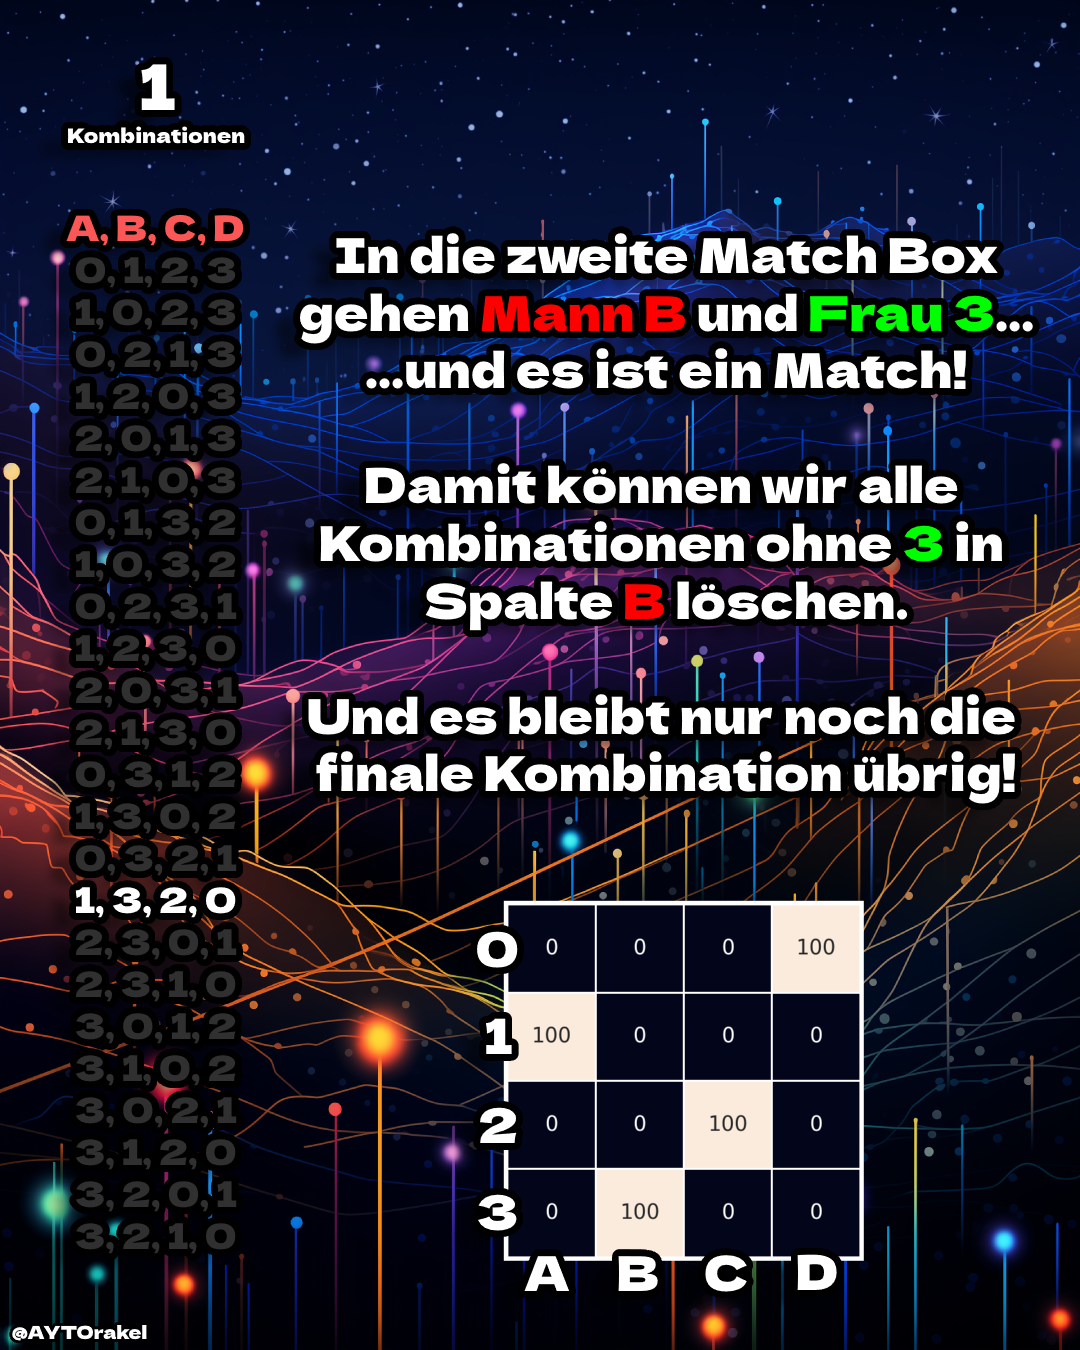 1
Kombinationen
A, B, C, D
0, 1, 2, 3
1, 0, 2, 3
0, 2, 1, 3
1, 2, 0, 3
2, 0, 1, 3
2, 1, 0, 3
0, 1, 3, 2
1, 0, 3, 2
0, 2, 3, 1
1, 2, 3, 0
2, 0, 3, 1
2, 1, 3, 0
0, 3, 1, 2
1, 3, 0, 2
0, 3, 2, 1
1, 3, 2, 0
2, 3, 0, 1
2, 3, 1, 0
3, 0, 1, 2
3, 1, 0, 2
3, 0, 2, 1
3, 1, 2, 0
3, 2, 0, 1
3, 2, 1, 0
In die zweite Match Box
gehen Mann B und Frau 3...
...und es ist ein Match!
Damit können wir alle
Kombinationen ohne 3 in
Spalte B löschen.
Und es bleibt nur noch die
finale Kombination übrig!
0 0 0 0 100
1 100 0 0 0
2 0 0 100 0
3 0 100 0 0
A B C D
@AYTOrakel